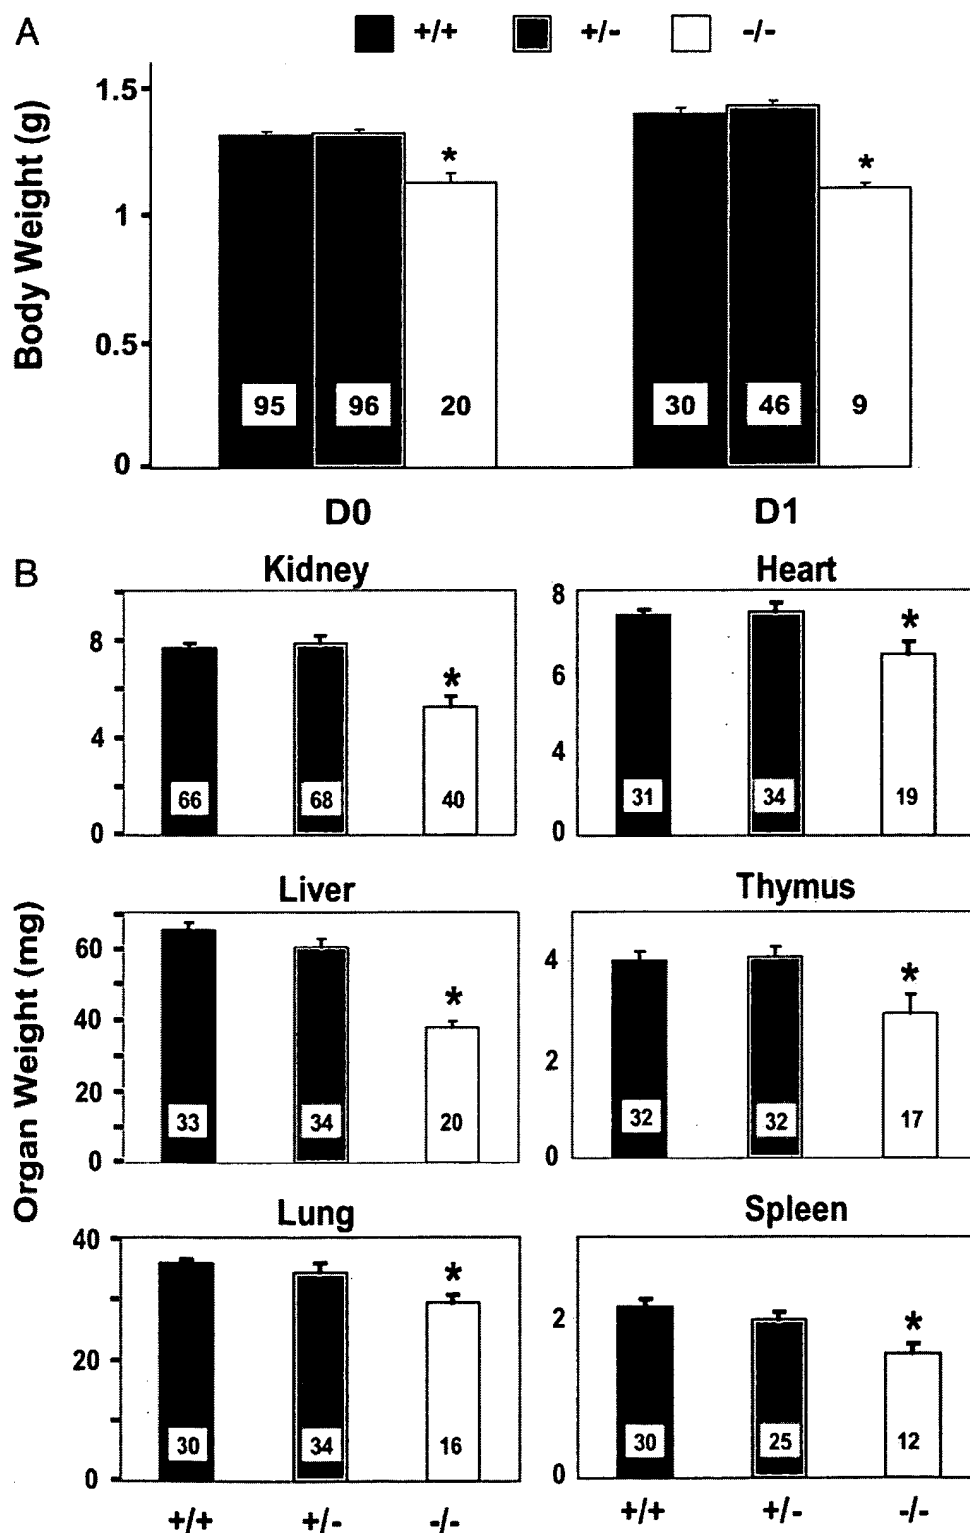 A
+/+ +/- -/-
Body Weight (g)
1.5
1
0.5
0
95 96 20 30 46 9
D0 D1
B
Organ Weight (mg)
Kidney
8
4
0
66 68 40
Heart
8
6
4
0
31 34 19
*
*
*
*
Liver
60
40
20
0
33 34 20
*
Thymus
4
2
0
32 32 17
*
Lung
40
20
0
30 34 16
*
+/+ +/- -/-
Spleen
2
0
30 25 12
*
+/+ +/- -/-